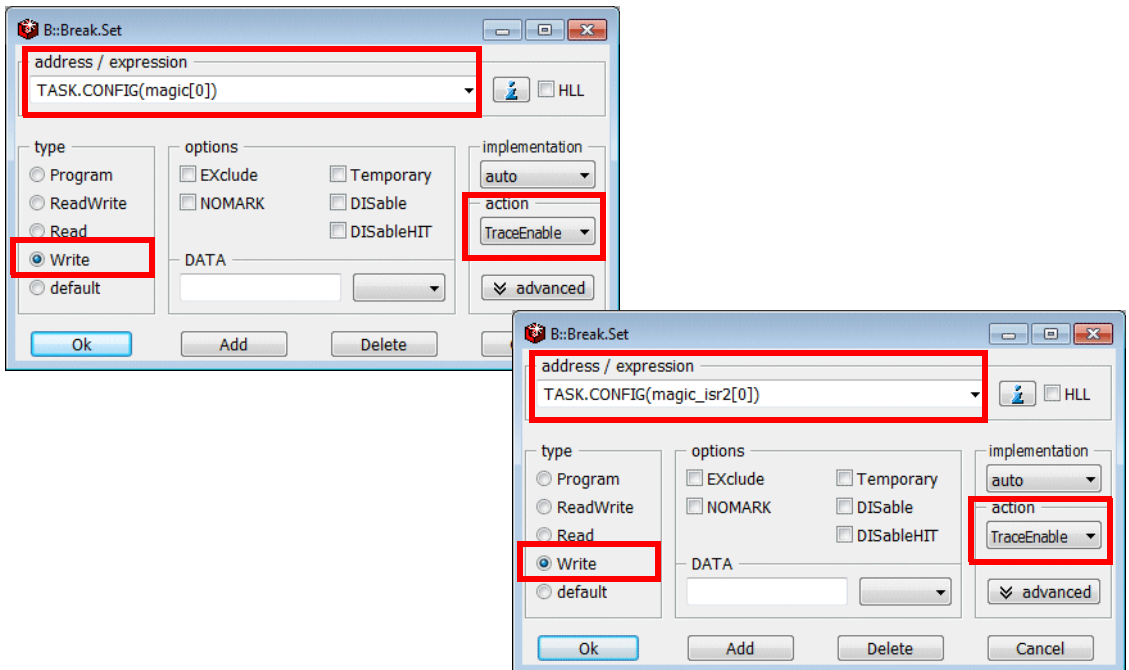 B::Break.Set
address / expression
TASK.CONFIG(magic[0])
HLL
type
options
implementation
Program
EXclude
Temporary
auto
ReadWrite
NOMARK
DISable
action
Read
DISableHIT
TraceEnable
Write
DATA
default
advanced
Ok
Add
Delete
B::Break.Set
address / expression
TASK.CONFIG(magic_isr2[0])
HLL
type
options
implementation
Program
EXclude
Temporary
auto
ReadWrite
NOMARK
DISable
action
Read
DISableHIT
TraceEnable
Write
DATA
default
advanced
Ok
Add
Delete
Cancel